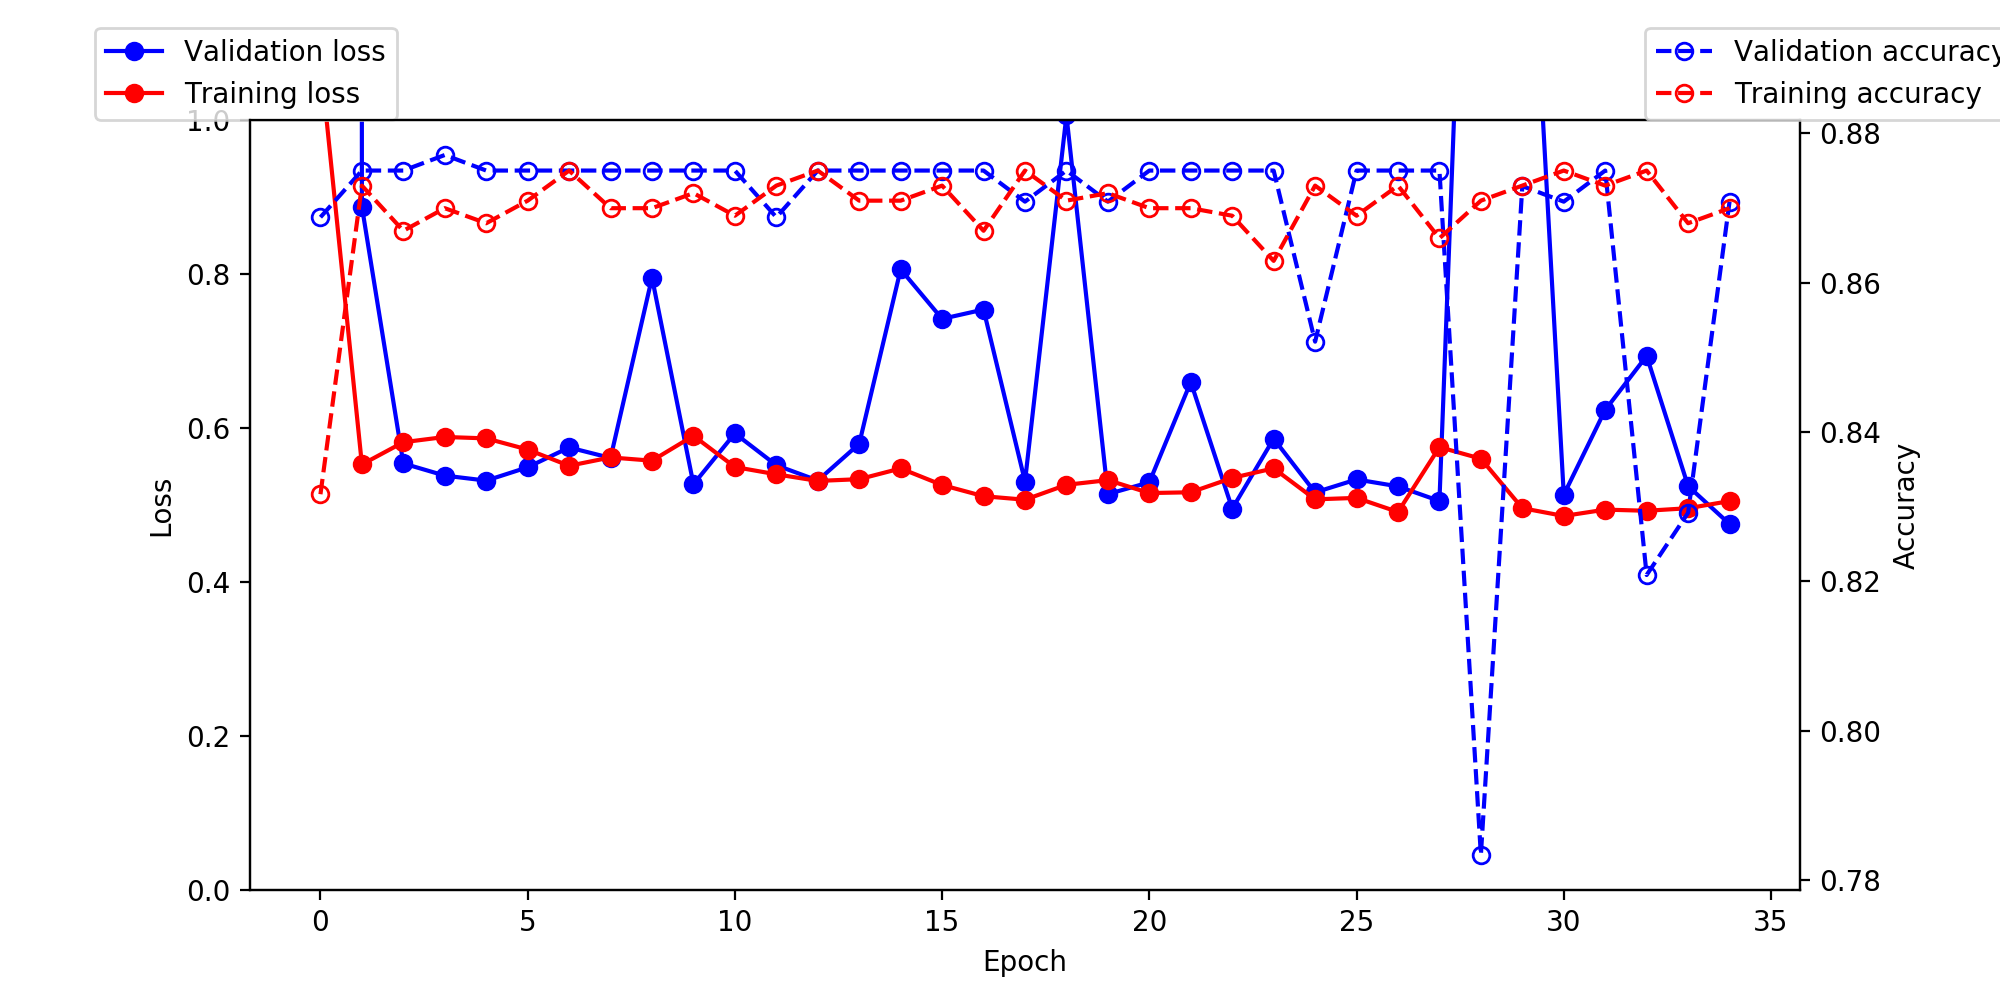 Validation loss
Training loss
Validation accuracy
Training accuracy
1.0
0.8
0.6
0.4
0.2
0.0
Loss
0.88
0.86
0.84
0.82
0.80
0.78
Accuracy
0 5 10 15 20 25 30 35
Epoch